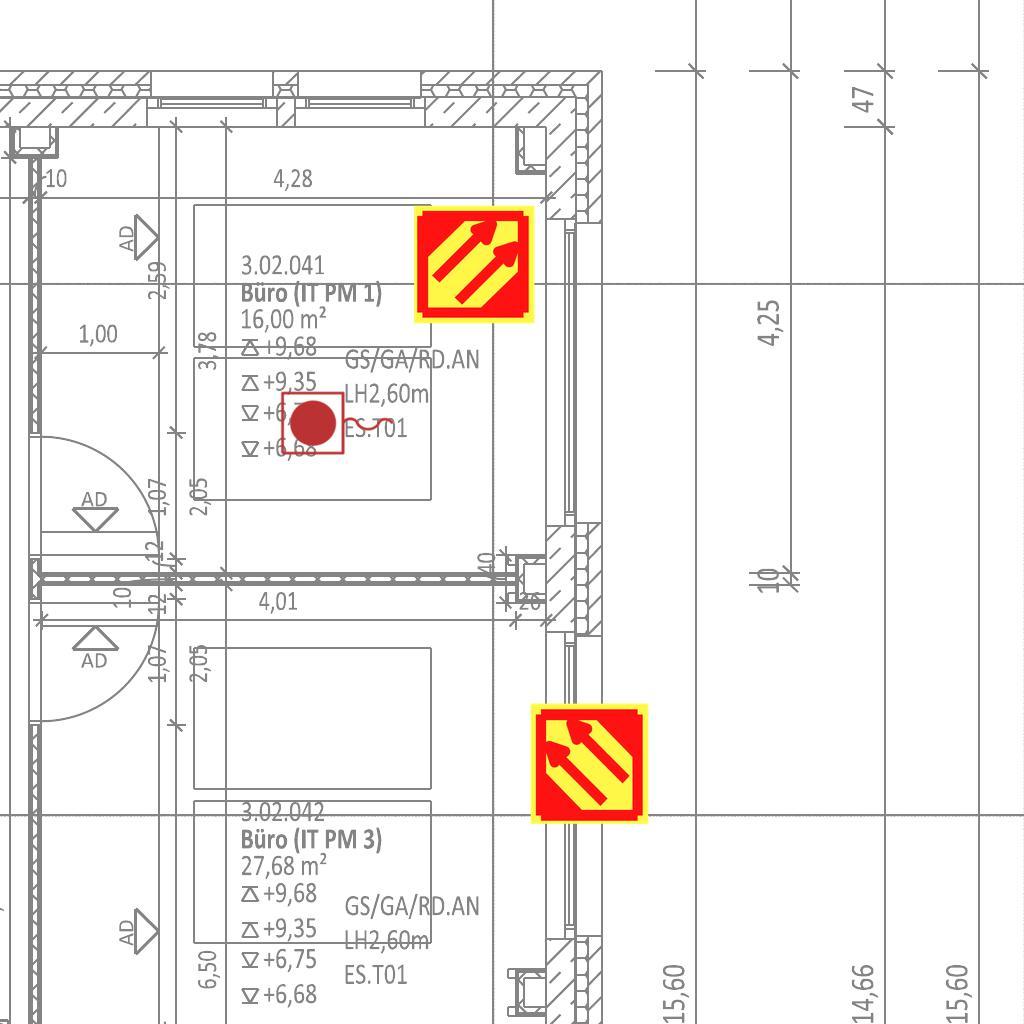 47
10
4,28
AD
2,59
3.02.041
Büro (IT PM 1)
16,00 m²
+9,68
+9,35
+6,68
GS/GA/RD.AN
LH2,60m
ES.T01
1,00
3,78
4,25
1,07
2,05
AD
12
40
10
10
12
4,01
26
AD
1,07
2,05
3.02.042
Büro (IT PM 3)
27,68 m²
+9,68
+9,35
+6,75
+6,68
GS/GA/RD.AN
LH2,60m
ES.T01
AD
6,50
15,60
14,66
15,60